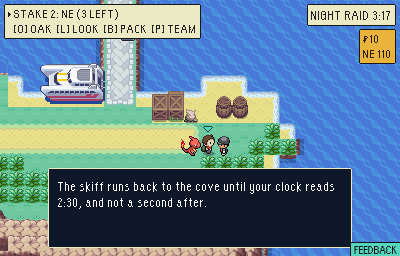 ▸STAKE 2: NE (3 LEFT)
[O] OAK [L] LOOK [B] PACK [P] TEAM
NIGHT RAID 3:17
₽10
NE 110
The skiff runs back to the cove until your clock reads
2:30, and not a second after.
FEEDBACK